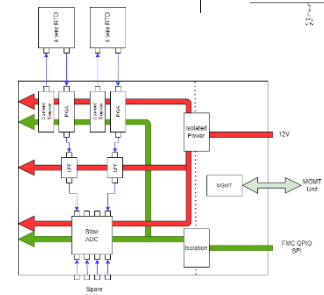 4 wire RTD
4 wire RTD
Current
Source
PGA
Current
Source
PGA
Isolated
Power
12V
LPF
LPF
MGMT
MGMT
Unit
Slow
ADC
Isolation
FMC GPIO
SPI
Spare